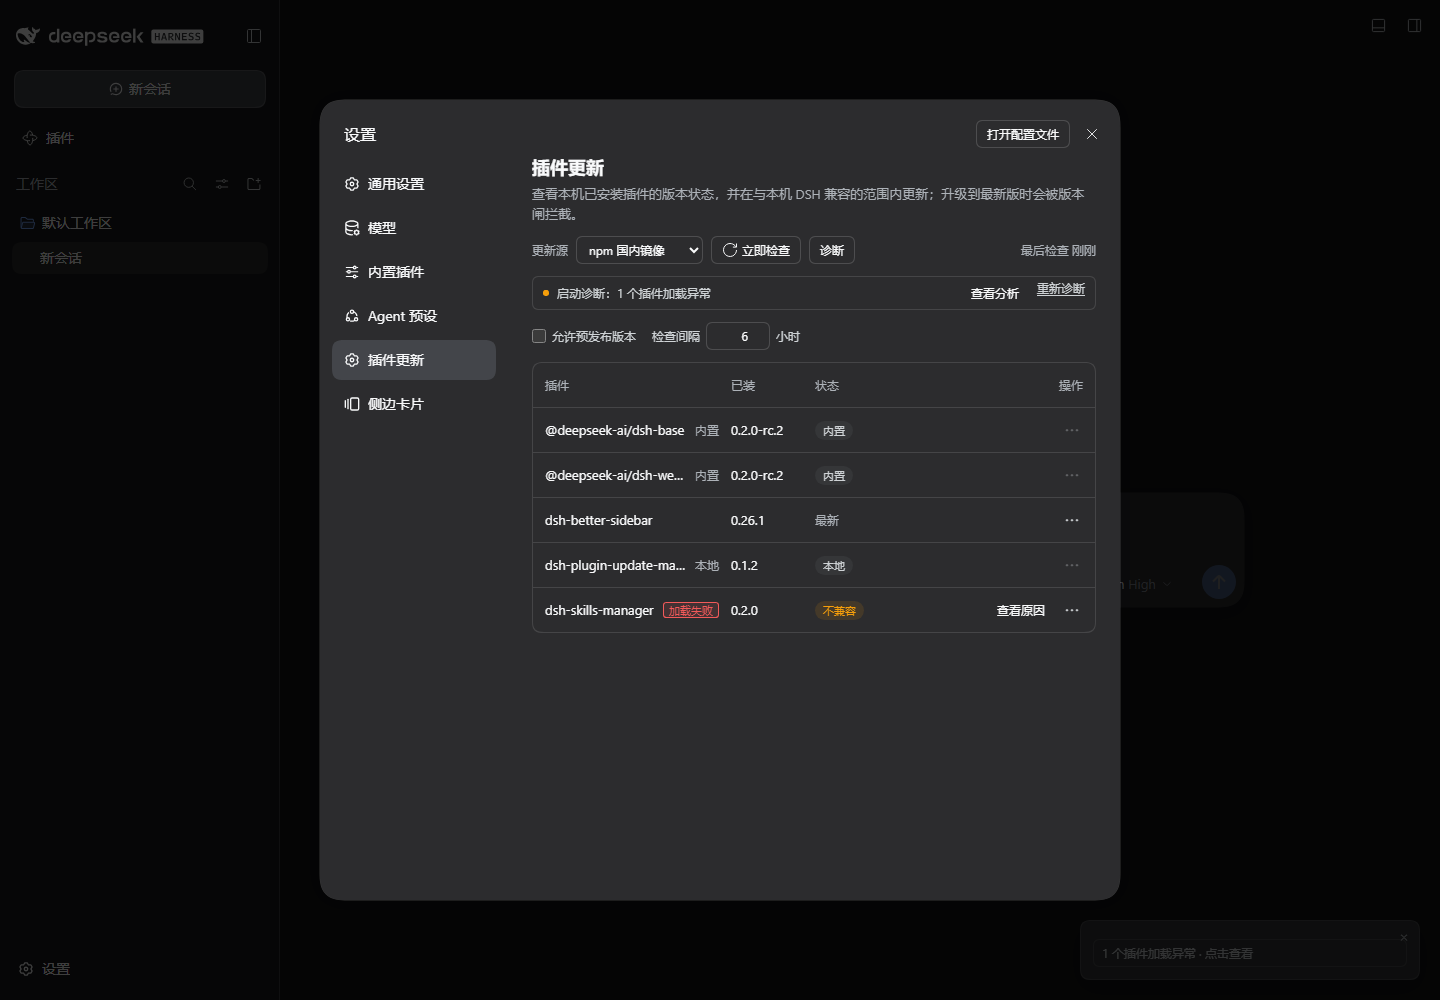 deepseek HARNESS
新会话
插件
工作区
默认工作区
新会话
设置
设置
打开配置文件
通用设置
模型
内置插件
Agent 预设
插件更新
侧边卡片
插件更新
查看本机已安装插件的版本状态，并在与本机 DSH 兼容的范围内更新；升级到最新版时会被版本
闸拦截。
更新源 npm 国内镜像 立即检查 诊断 最后检查 刚刚
启动诊断：1 个插件加载异常 查看分析 重新诊断
允许预发布版本 检查间隔 6 小时
插件 已装 状态 操作
@deepseek-ai/dsh-base 内置 0.2.0-rc.2 内置 ···
@deepseek-ai/dsh-we... 内置 0.2.0-rc.2 内置 ···
dsh-better-sidebar 0.26.1 最新 ···
dsh-plugin-update-ma... 本地 0.1.2 本地 ···
dsh-skills-manager 加载失败 0.2.0 不兼容 查看原因 ···
High
1 个插件加载异常 · 点击查看